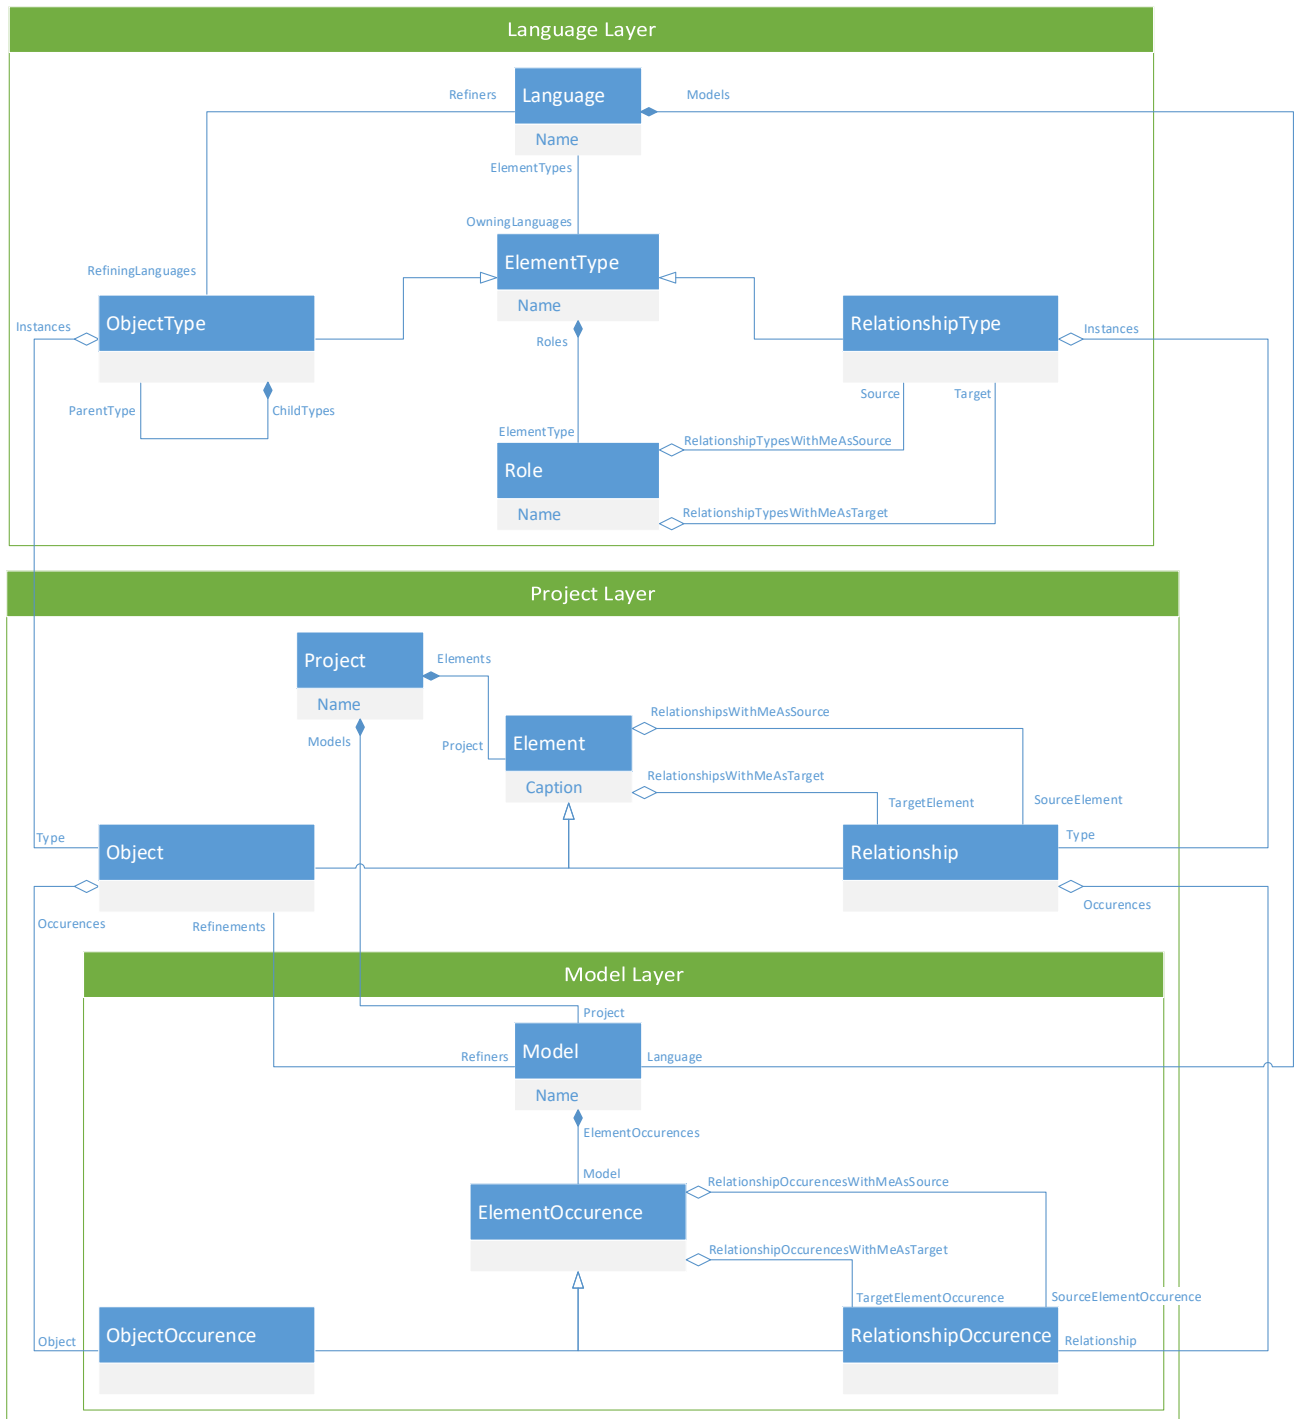 Language Layer
Refiners
Language
Models
Name
ElementTypes
OwningLanguages
ElementType
RefiningLanguages
Name
Instances
ObjectType
RelationshipType
Instances
Roles
ParentType
ChildTypes
Source
Target
ElementType
RelationshipTypesWithMeAsSource
Role
Name
RelationshipTypesWithMeAsTarget
Project Layer
Project
Elements
Name
RelationshipsWithMeAsSource
Models
Project
Element
RelationshipsWithMeAsTarget
Caption
TargetElement
SourceElement
Type
Object
Relationship
Type
Occurences
Refinements
Occurences
Model Layer
Project
Refiners
Model
Language
Name
ElementOccurences
Model
RelationshipOccurencesWithMeAsSource
ElementOccurence
RelationshipOccurencesWithMeAsTarget
TargetElementOccurence
SourceElementOccurence
Object
ObjectOccurence
RelationshipOccurence
Relationship